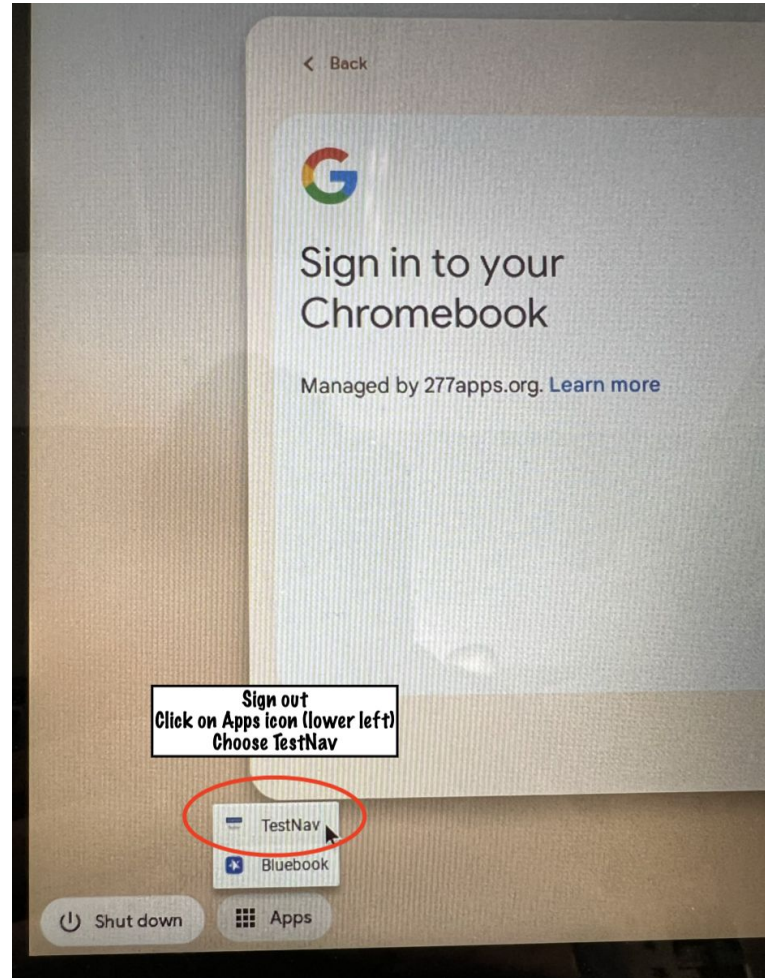 Back
Sign in to your
Chromebook
Managed by 277apps.org. Learn more
Sign out
Click on Apps icon (lower left)
Choose TestNav
TestNav
Bluebook
Shut down
Apps